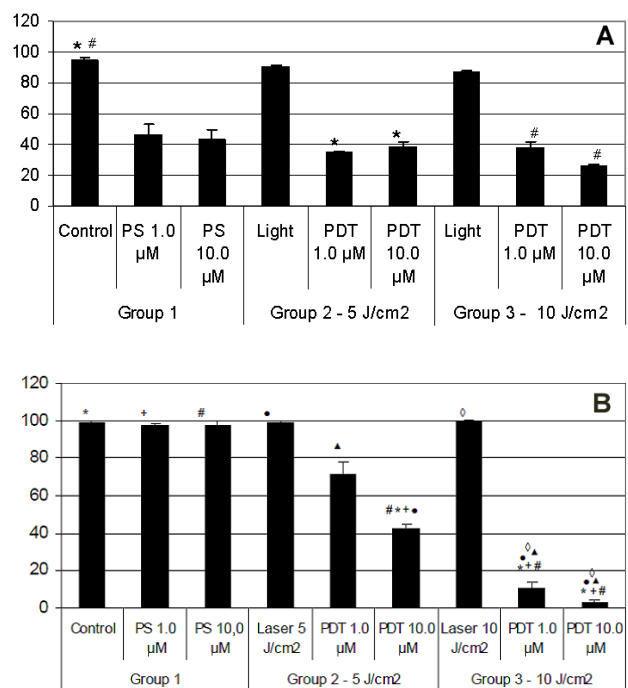 A
120
100
80
60
40
20
0
* #
*
*
#
#
Control
PS 1.0 µM
PS 10.0 µM
Light
PDT 1.0 µM
PDT 10.0 µM
Light
PDT 1.0 µM
PDT 10.0 µM
Group 1
Group 2 - 5 J/cm2
Group 3 - 10 J/cm2
B
120
100
80
60
40
20
0
*
+
#
●
▲
#*+●
◊
◊
●▲
*+#
◊
●▲
*+#
Control
PS 1.0 µM
PS 10,0 µM
Laser 5 J/cm2
PDT 1.0 µM
PDT 10.0 µM
Laser 10 J/cm2
PDT 1.0 µM
PDT 10.0 µM
Group 1
Group 2 - 5 J/cm2
Group 3 - 10 J/cm2